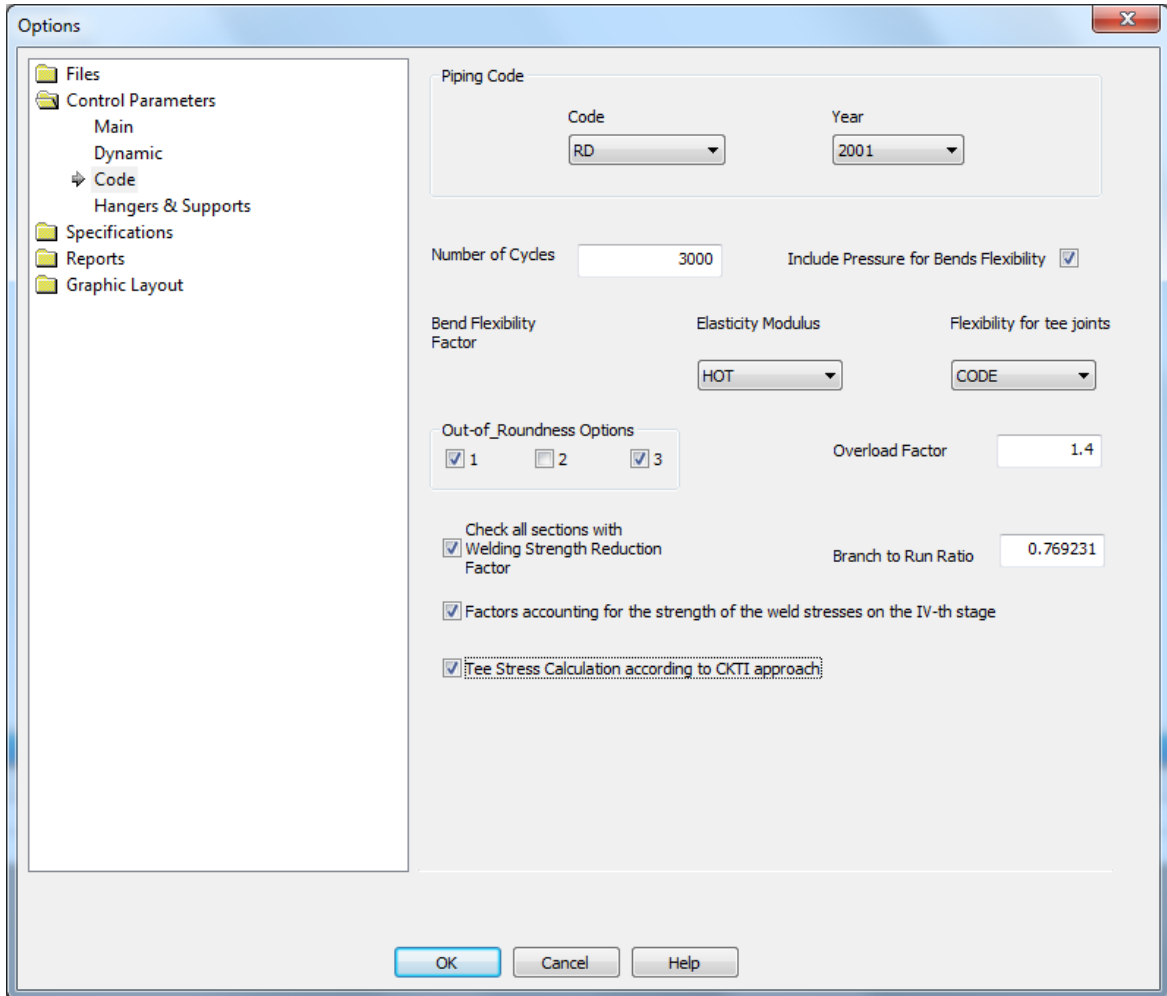 Options
x
Files
Control Parameters
Main
Dynamic
Code
Hangers & Supports
Specifications
Reports
Graphic Layout
Piping Code
Code
Year
RD
2001
Number of Cycles
3000
Include Pressure for Bends Flexibility
Bend Flexibility
Factor
Elasticity Modulus
Flexibility for tee joints
HOT
CODE
Out-of_Roundness Options
1
2
3
Overload Factor
1.4
Check all sections with
Welding Strength Reduction
Factor
Branch to Run Ratio
0.769231
Factors accounting for the strength of the weld stresses on the IV-th stage
Tee Stress Calculation according to CKTI approach
OK
Cancel
Help